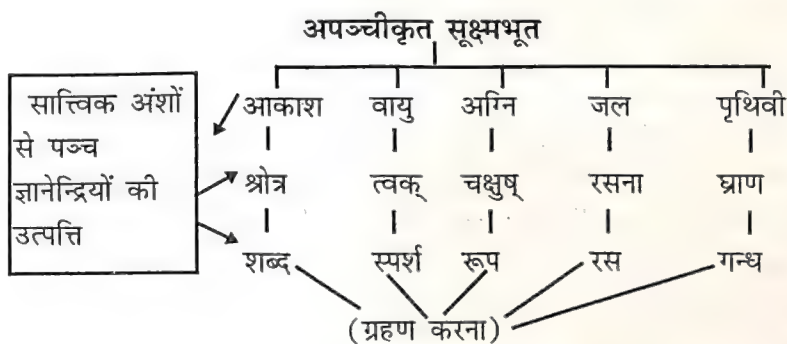 अपञ्चीकृत सूक्ष्मभूत
सात्त्विक अंशों
से पञ्च
ज्ञानेन्द्रियों की
उत्पत्ति
आकाश वायु अग्नि जल पृथिवी
श्रोत्र त्वक् चक्षुष् रसना घ्राण
शब्द स्पर्श रूप रस गन्ध
(ग्रहण करना)